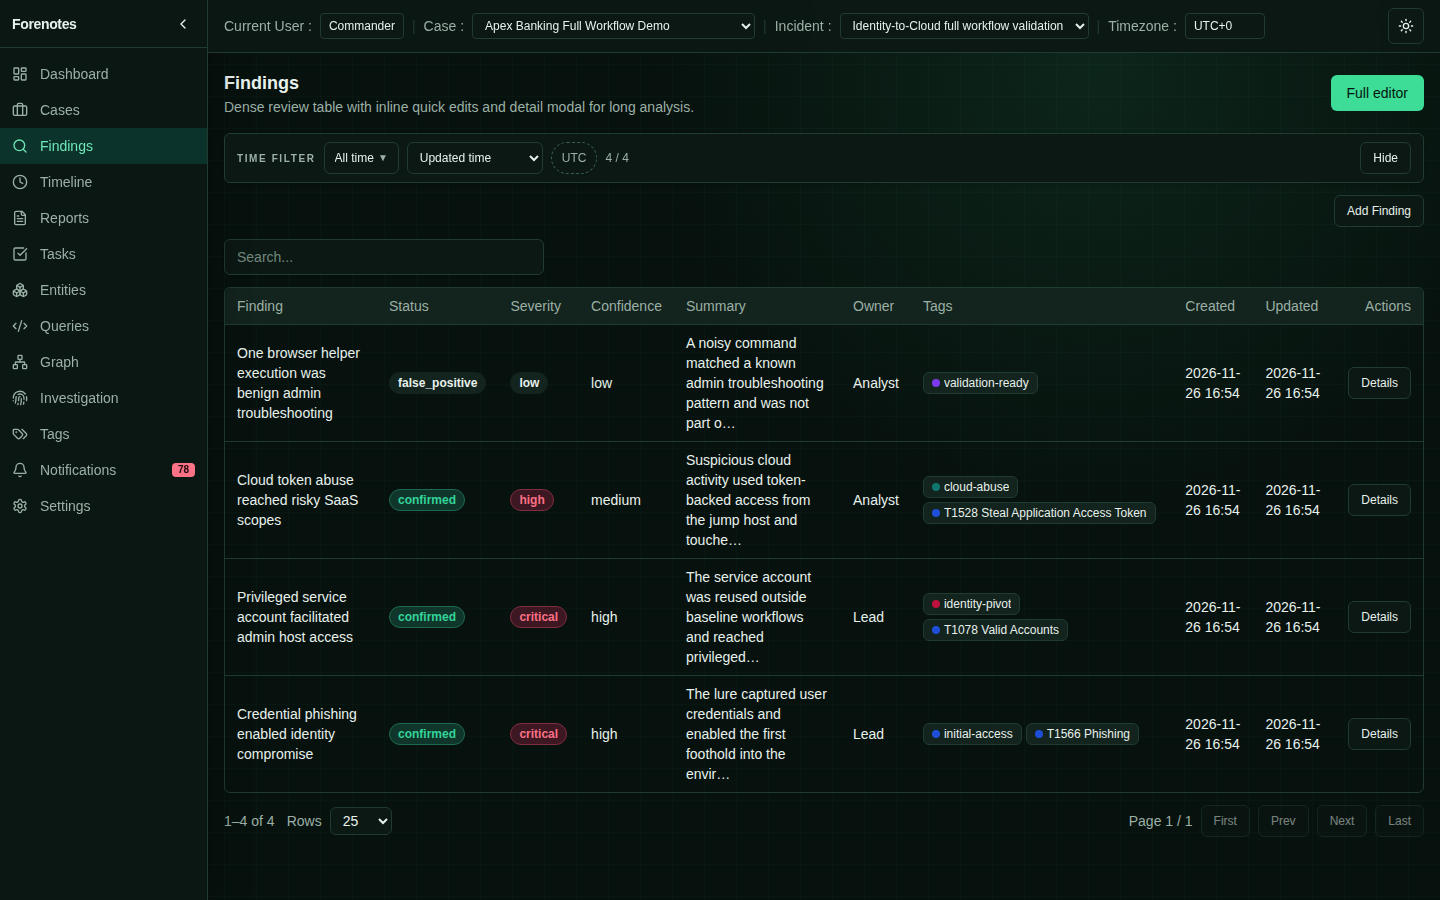 Forenotes
Current User :
Commander
Case :
Apex Banking Full Workflow Demo
Incident :
Identity-to-Cloud full workflow validation
Timezone :
UTC+0
Dashboard
Cases
Findings
Timeline
Reports
Tasks
Entities
Queries
Graph
Investigation
Tags
Notifications
78
Settings
Findings
Dense review table with inline quick edits and detail modal for long analysis.
Full editor
TIME FILTER
All time ▼
Updated time
UTC
4 / 4
Hide
Add Finding
Search...
Finding
Status
Severity
Confidence
Summary
Owner
Tags
Created
Updated
Actions
One browser helper
execution was
benign admin
troubleshooting
false_positive
low
low
A noisy command
matched a known
admin troubleshooting
pattern and was not
part o…
Analyst
validation-ready
2026-11-
26 16:54
2026-11-
26 16:54
Details
Cloud token abuse
reached risky SaaS
scopes
confirmed
high
medium
Suspicious cloud
activity used token-
backed access from
the jump host and
touche…
Analyst
cloud-abuse
T1528 Steal Application Access Token
2026-11-
26 16:54
2026-11-
26 16:54
Details
Privileged service
account facilitated
admin host access
confirmed
critical
high
The service account
was reused outside
baseline workflows
and reached
privileged…
Lead
identity-pivot
T1078 Valid Accounts
2026-11-
26 16:54
2026-11-
26 16:54
Details
Credential phishing
enabled identity
compromise
confirmed
critical
high
The lure captured user
credentials and
enabled the first
foothold into the
envir…
Lead
initial-access
T1566 Phishing
2026-11-
26 16:54
2026-11-
26 16:54
Details
1–4 of 4
Rows
25
Page 1 / 1
First
Prev
Next
Last